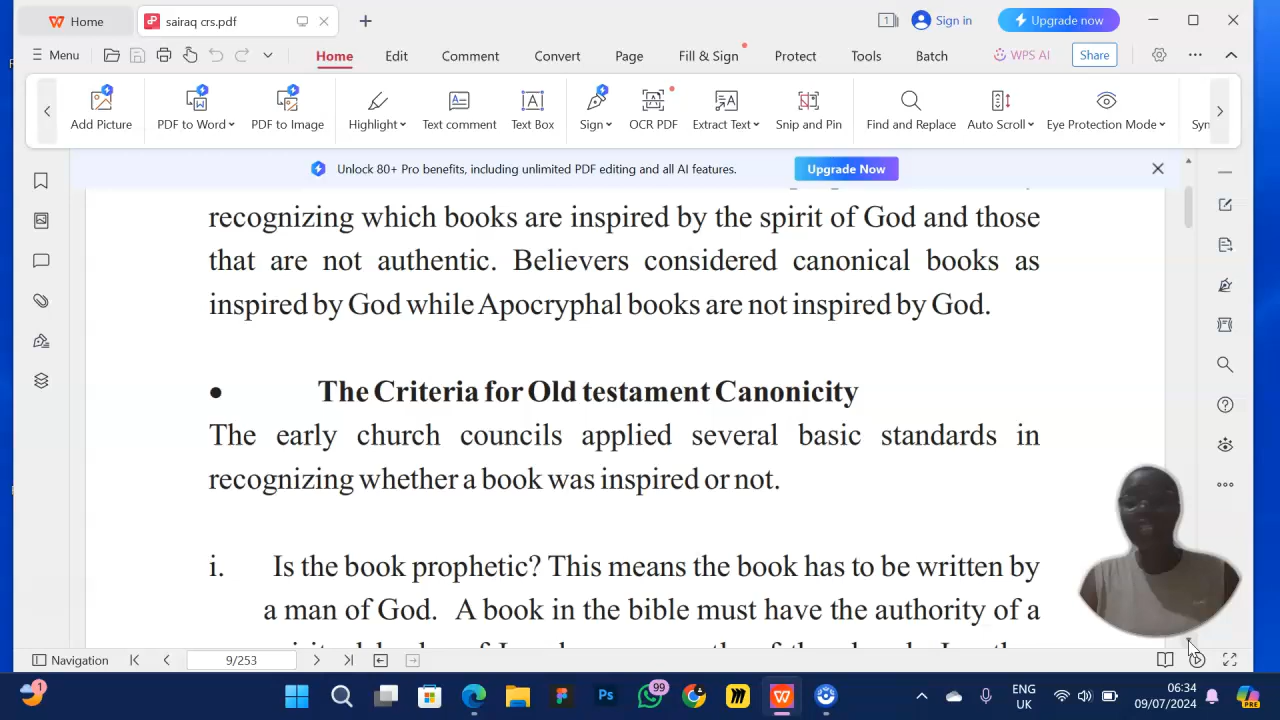 Home
sairaq crs.pdf
1
Sign in
Upgrade now
Menu
Home
Edit
Comment
Convert
Page
Fill & Sign
Protect
Tools
Batch
WPS AI
Share
Add Picture
PDF to Word
PDF to Image
Highlight
Text comment
Text Box
Sign
OCR PDF
Extract Text
Snip and Pin
Find and Replace
Auto Scroll
Eye Protection Mode
Unlock 80+ Pro benefits, including unlimited PDF editing and all AI features.
Upgrade Now
recognizing which books are inspired by the spirit of God and those
that are not authentic. Believers considered canonical books as
inspired by God while Apocryphal books are not inspired by God.
• The Criteria for Old testament Canonicity
The early church councils applied several basic standards in
recognizing whether a book was inspired or not.
i. Is the book prophetic? This means the book has to be written by
a man of God. A book in the bible must have the authority of a
Navigation
9/253
1
Ps
99
ENG
UK
06:34
09/07/2024
PRE